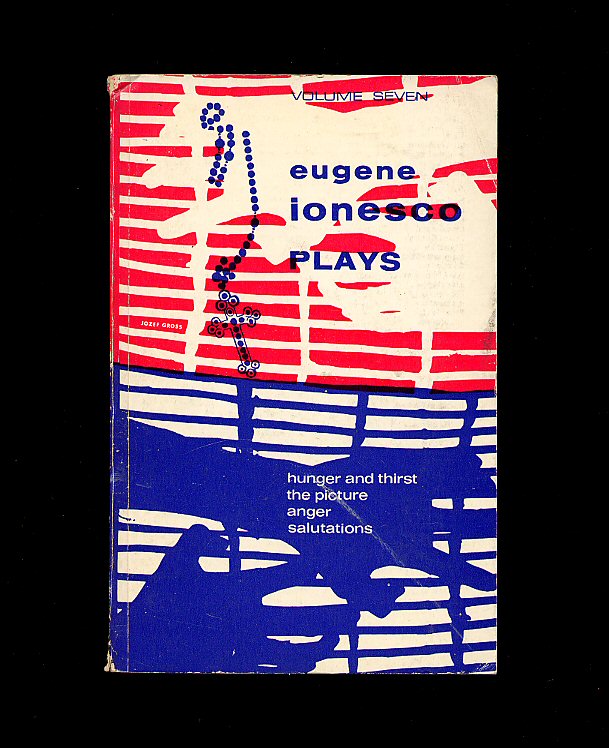 VOLUME SEVEN
eugene
ionesco
PLAYS
JOZEF GROSS
hunger and thirst
the picture
anger
salutations